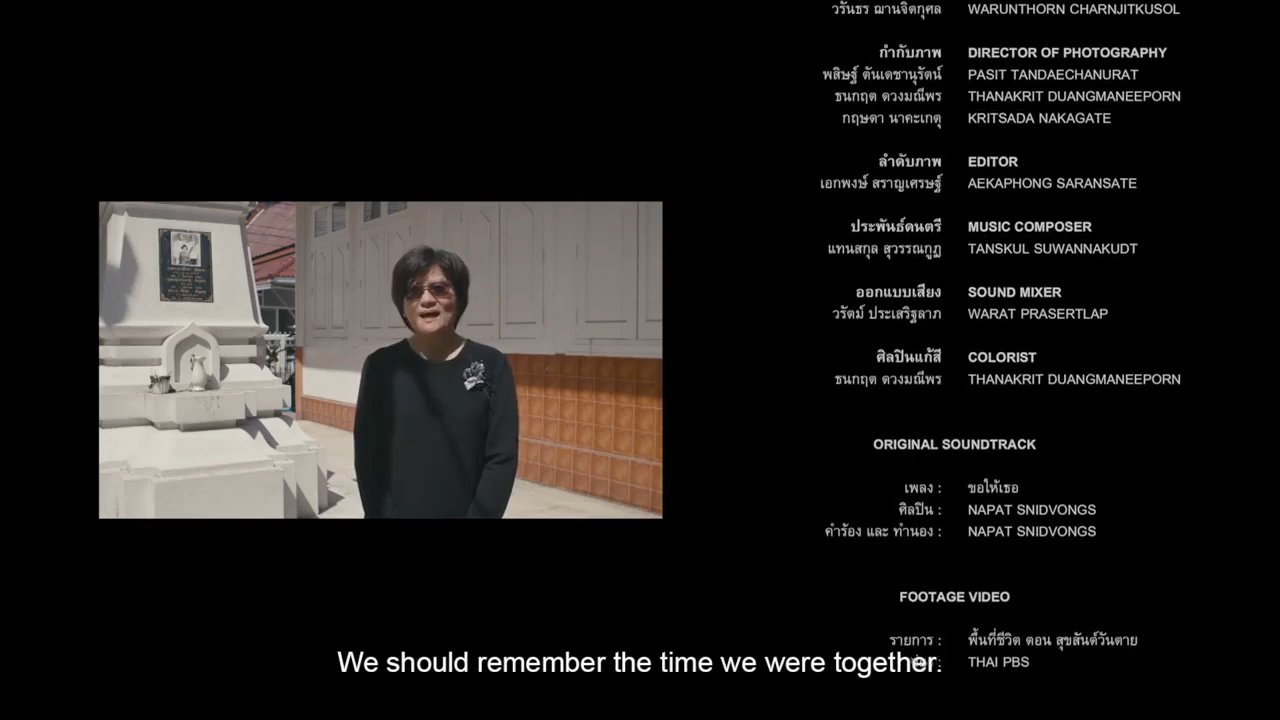 วรันธร ฌานจิตกุศล WARUNTHORN CHARNJITKUSOL
กำกับภาพ DIRECTOR OF PHOTOGRAPHY
พสิษฐ์ ตันเดชานุรัตน์ PASIT TANDAECHANURAT
ธนกฤต ดวงมณีพร THANAKRIT DUANGMANEEPORN
กฤษดา นาคะเกตุ KRITSADA NAKAGATE
ลำดับภาพ EDITOR
เอกพงษ์ สราญเศรษฐ์ AEKAPHONG SARANSATE
ประพันธ์ดนตรี MUSIC COMPOSER
แทนสกุล สุวรรณกูฏ TANSKUL SUWANNAKUDT
ออกแบบเสียง SOUND MIXER
วรัตม์ ประเสริฐลาภ WARAT PRASERTLAP
ศิลปินแก้สี COLORIST
ธนกฤต ดวงมณีพร THANAKRIT DUANGMANEEPORN
ORIGINAL SOUNDTRACK
เพลง : ขอให้เธอ
ศิลปิน : NAPAT SNIDVONGS
คำร้อง และ ทำนอง : NAPAT SNIDVONGS
FOOTAGE VIDEO
รายการ : พื้นที่ชีวิต ตอน สุขสันต์วันตาย
THAI PBS
We should remember the time we were together.